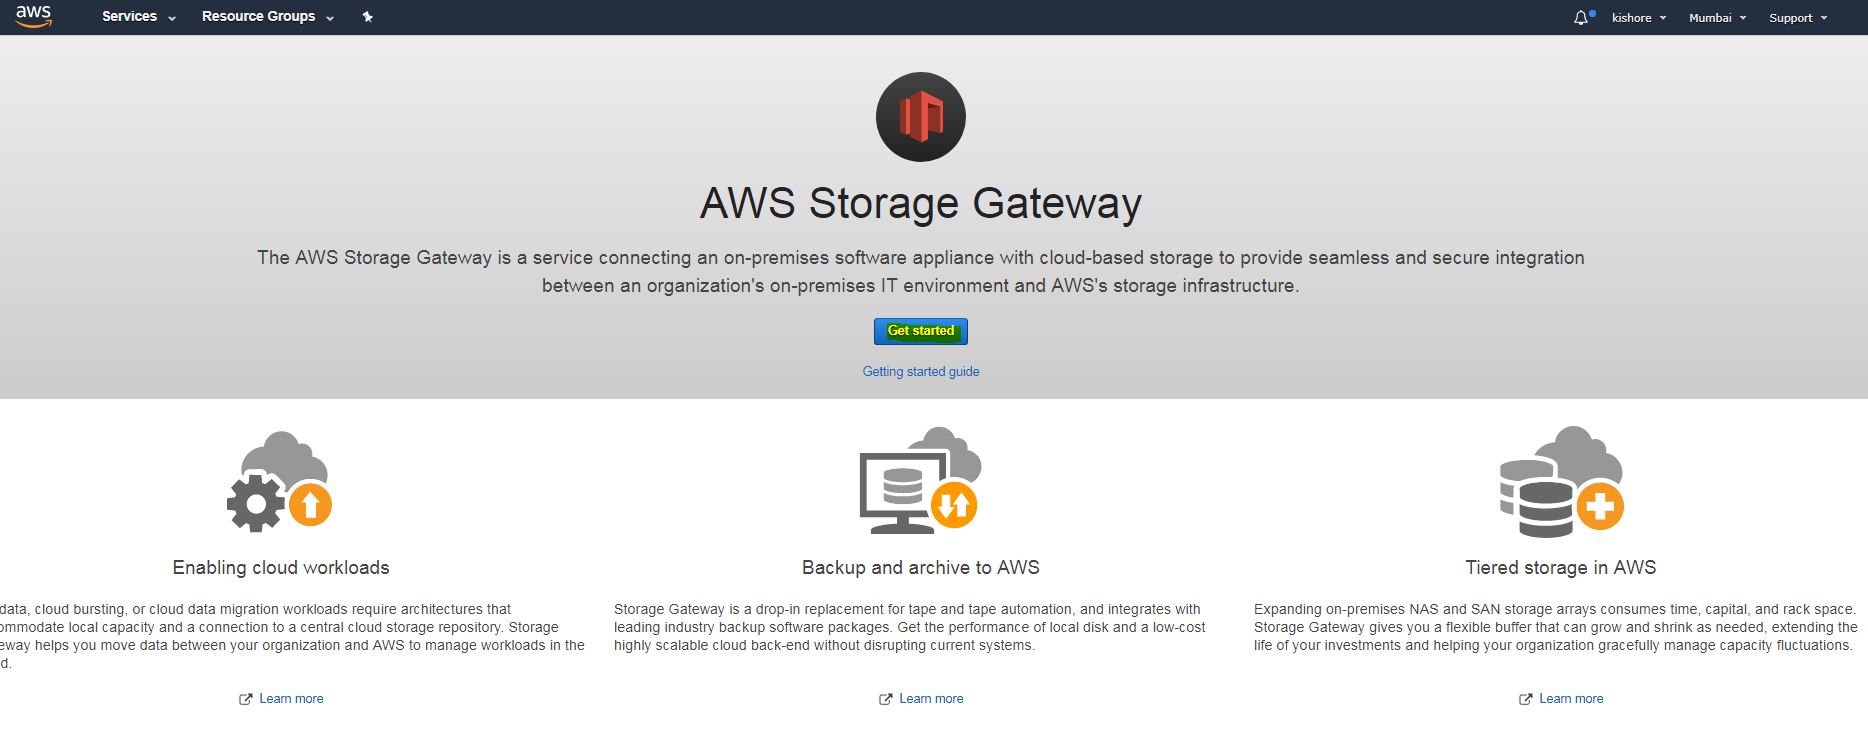 aws Services Resource Groups kishore Mumbai Support
AWS Storage Gateway
The AWS Storage Gateway is a service connecting an on-premises software appliance with cloud-based storage to provide seamless and secure integration
between an organization's on-premises IT environment and AWS's storage infrastructure.
Get started
Getting started guide
Enabling cloud workloads
data, cloud bursting, or cloud data migration workloads require architectures that
ommodate local capacity and a connection to a central cloud storage repository. Storage
eway helps you move data between your organization and AWS to manage workloads in the
d.
Learn more
Backup and archive to AWS
Storage Gateway is a drop-in replacement for tape and tape automation, and integrates with
leading industry backup software packages. Get the performance of local disk and a low-cost
highly scalable cloud back-end without disrupting current systems.
Learn more
Tiered storage in AWS
Expanding on-premises NAS and SAN storage arrays consumes time, capital, and rack space.
Storage Gateway gives you a flexible buffer that can grow and shrink as needed, extending the
life of your investments and helping your organization gracefully manage capacity fluctuations.
Learn more